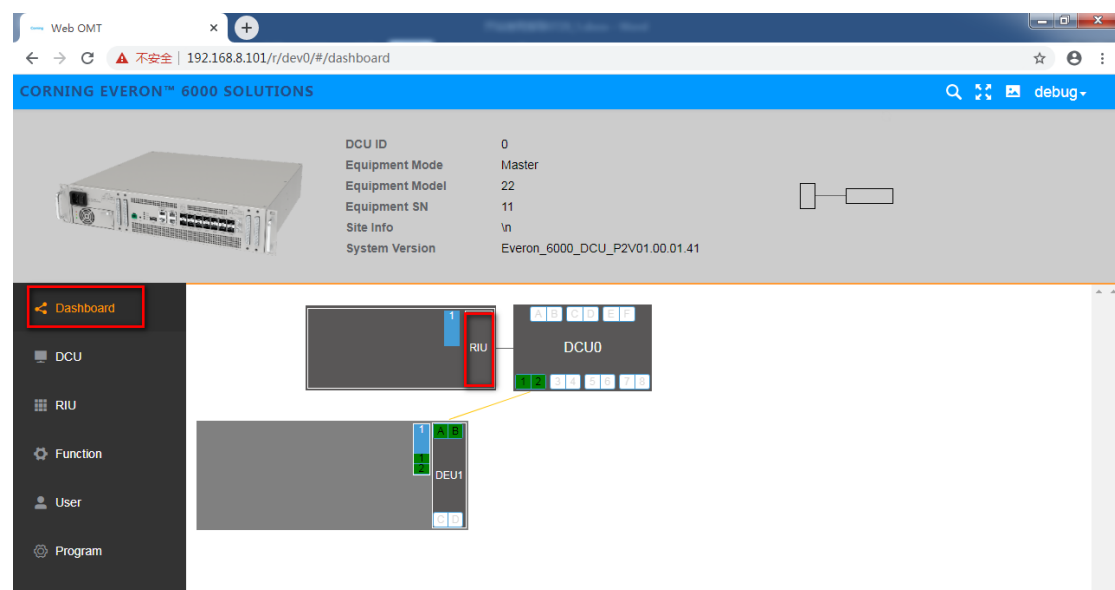 Web OMT
不安全 | 192.168.8.101/r/dev0/#/dashboard
CORNING EVERON™ 6000 SOLUTIONS
debug
DCU ID 0
Equipment Mode Master
Equipment Model 22
Equipment SN 11
Site Info \n
System Version Everon_6000_DCU_P2V01.00.01.41
Dashboard
DCU
RIU
Function
User
Program
1
RIU
A B C D E F
DCU0
1 2 3 4 5 6 7 8
1 A B
1
2
DEU1
C D